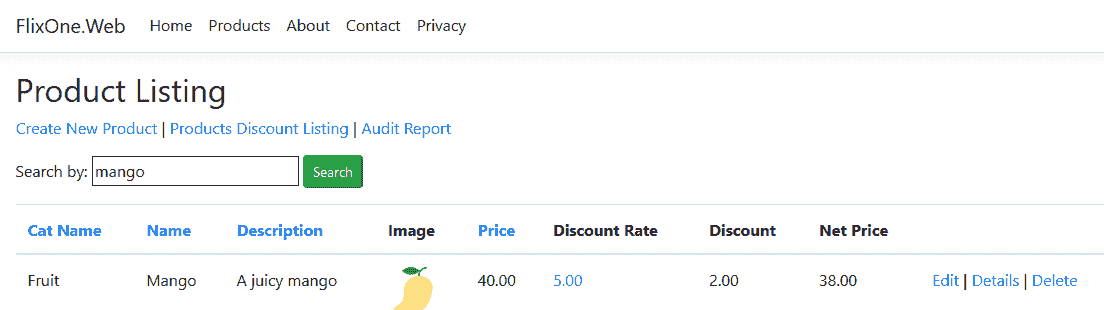 FlixOne.Web Home Products About Contact Privacy
Product Listing
Create New Product | Products Discount Listing | Audit Report
Search by: mango Search
Cat Name Name Description Image Price Discount Rate Discount Net Price
Fruit Mango A juicy mango 40.00 5.00 2.00 38.00 Edit | Details | Delete